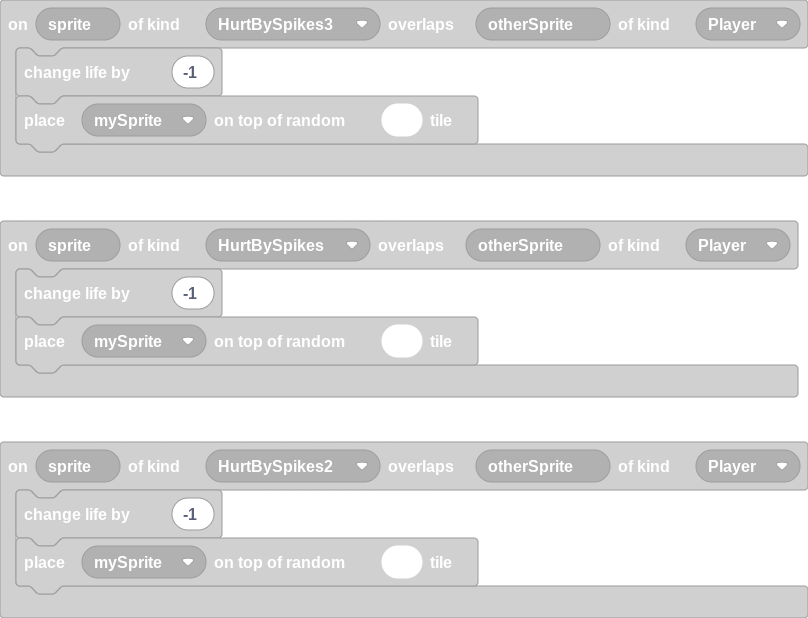 on sprite of kind HurtBySpikes3 overlaps otherSprite of kind Player
change life by -1
place mySprite on top of random tile
on sprite of kind HurtBySpikes overlaps otherSprite of kind Player
change life by -1
place mySprite on top of random tile
on sprite of kind HurtBySpikes2 overlaps otherSprite of kind Player
change life by -1
place mySprite on top of random tile